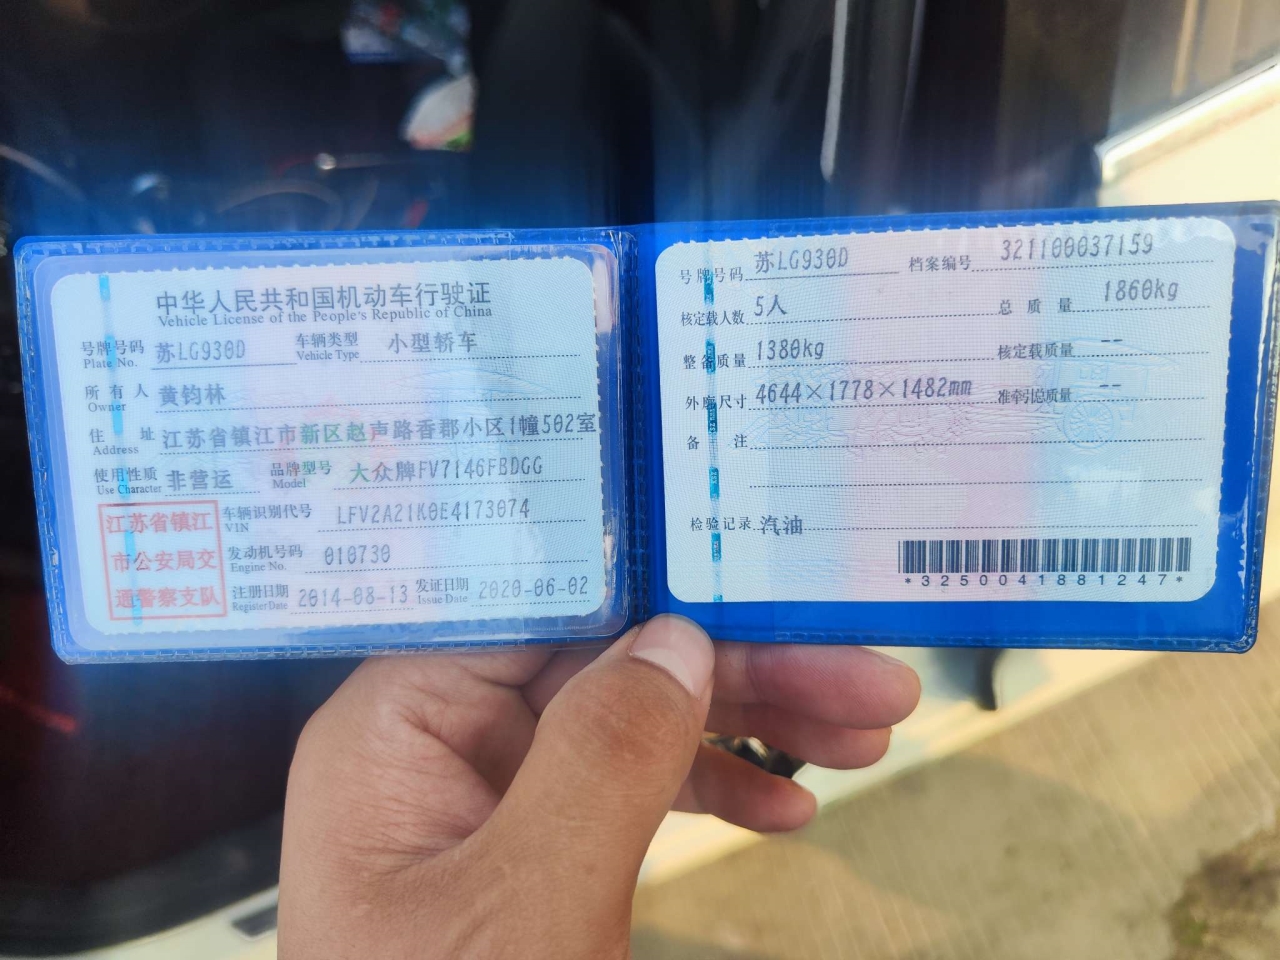 中华人民共和国机动车行驶证
Vehicle License of the People's Republic of China
号牌号码 苏LG930D 车辆类型 小型轿车
Plate No. Vehicle Type
所有人 黄钧林
Owner
住址 江苏省镇江市新区赵声路香郡小区1幢502室
Address
使用性质 非营运 品牌型号 大众牌FV7146FBDGG
Use Character Model
江苏省镇江
市公安局交
通警察支队
车辆识别代号 LFV2A21K0E4173074
VIN
发动机号码 010730
Engine No.
注册日期 2014-08-13 发证日期 2020-06-02
Register Date Issue Date
号牌号码 苏LG930D 档案编号 321100037159
核定载人数 5人 总质量 1860kg
整备质量 1380kg 核定载质量 --
外廓尺寸 4644×1778×1482mm 准牵引总质量 --
备注
检验记录 汽油
*3250041881247*